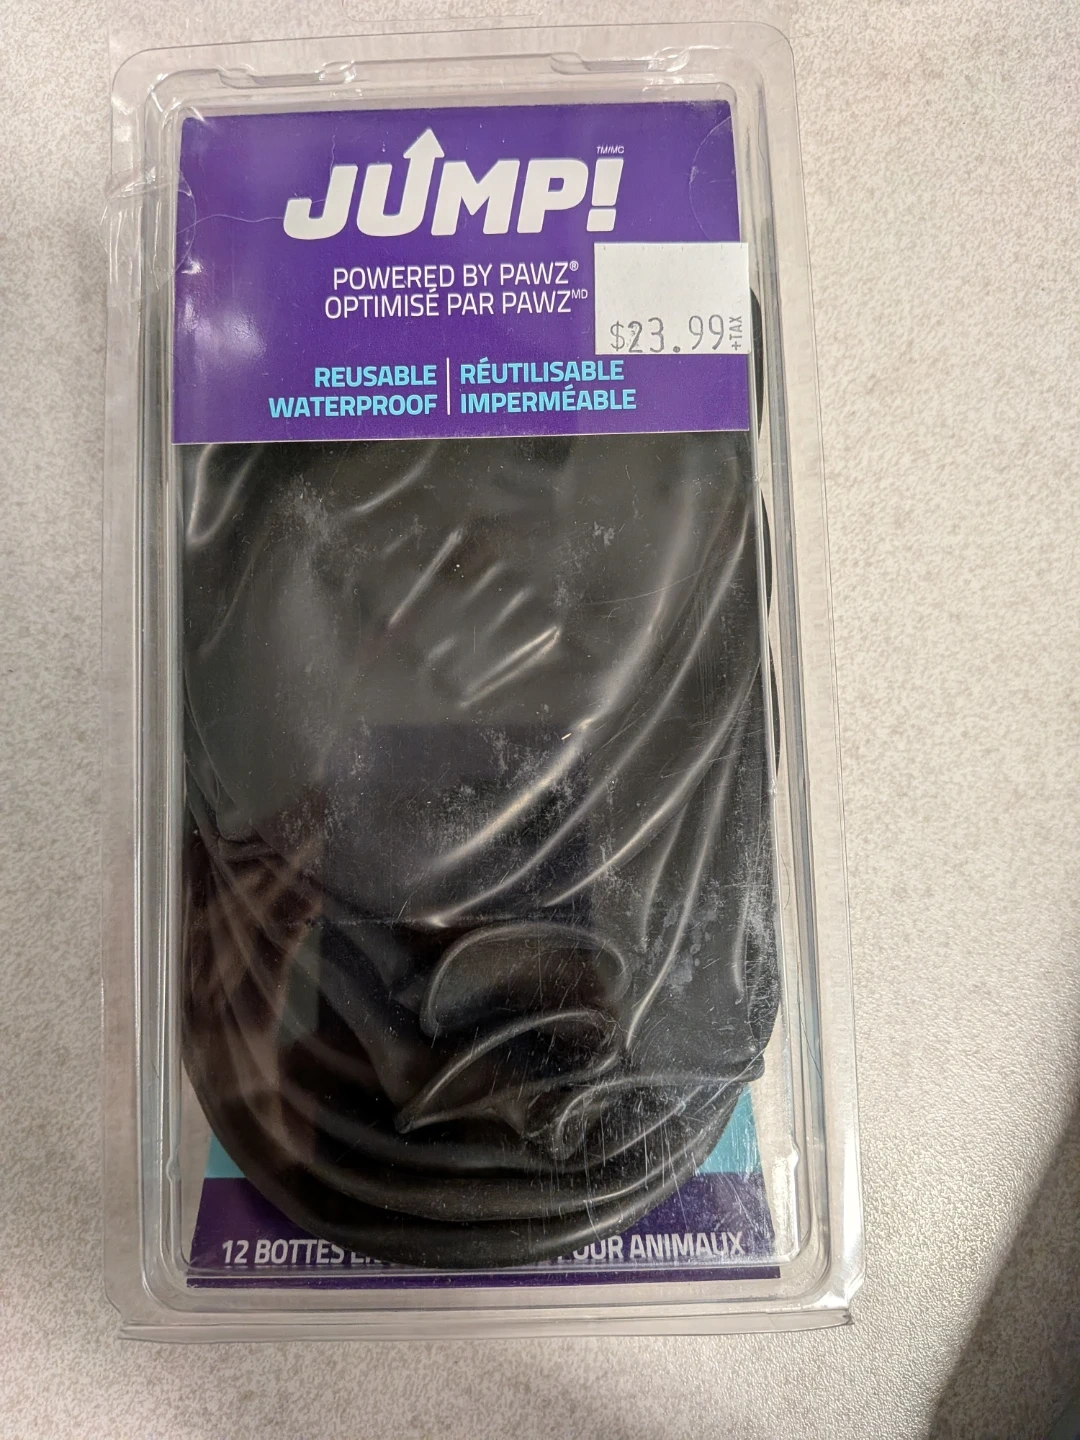 JUMP!
TM/MC
POWERED BY PAWZ®
OPTIMISÉ PAR PAWZMD
$23.99
+TAX
REUSABLE
WATERPROOF
RÉUTILISABLE
IMPERMÉABLE
12 BOTTES ANIMAUX